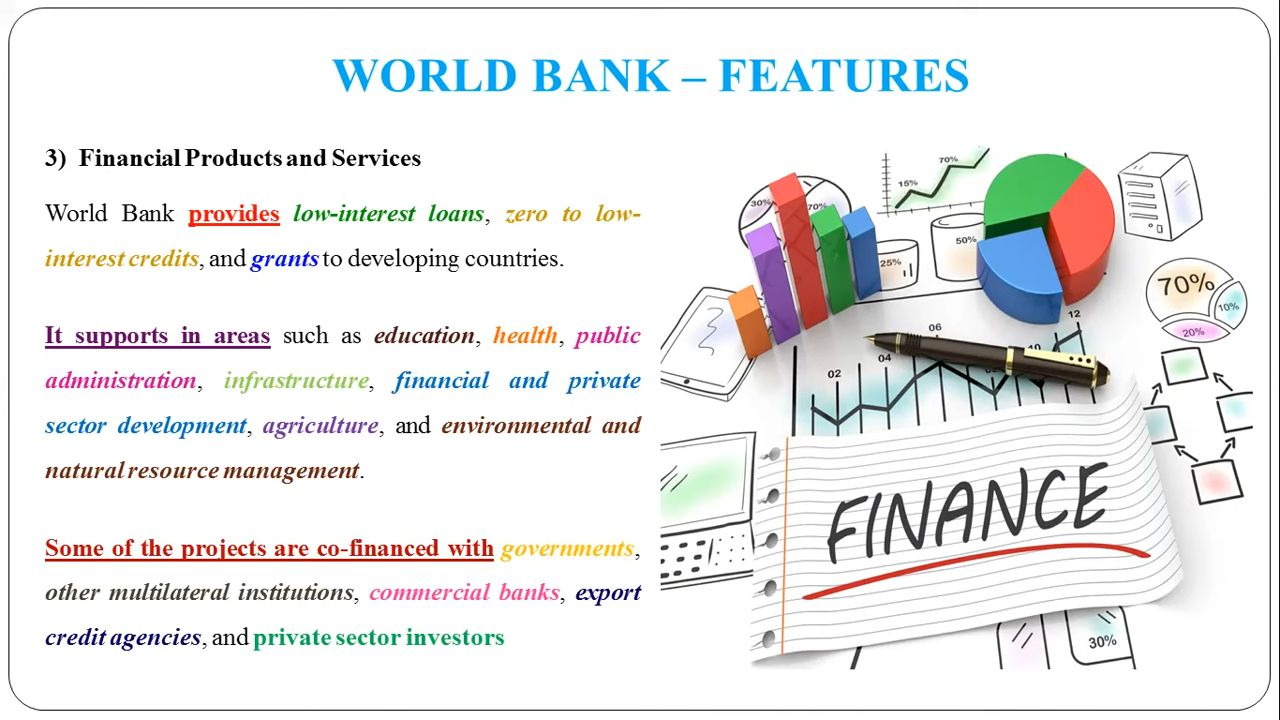 WORLD BANK – FEATURES
3) Financial Products and Services
World Bank provides low-interest loans, zero to low-
interest credits, and grants to developing countries.
It supports in areas such as education, health, public
administration, infrastructure, financial and private
sector development, agriculture, and environmental and
natural resource management.
Some of the projects are co-financed with governments,
other multilateral institutions, commercial banks, export
credit agencies, and private sector investors
15%
70%
30%
70%
25%
50%
70%
10%
20%
02
04
06
10
12
FINANCE
30%